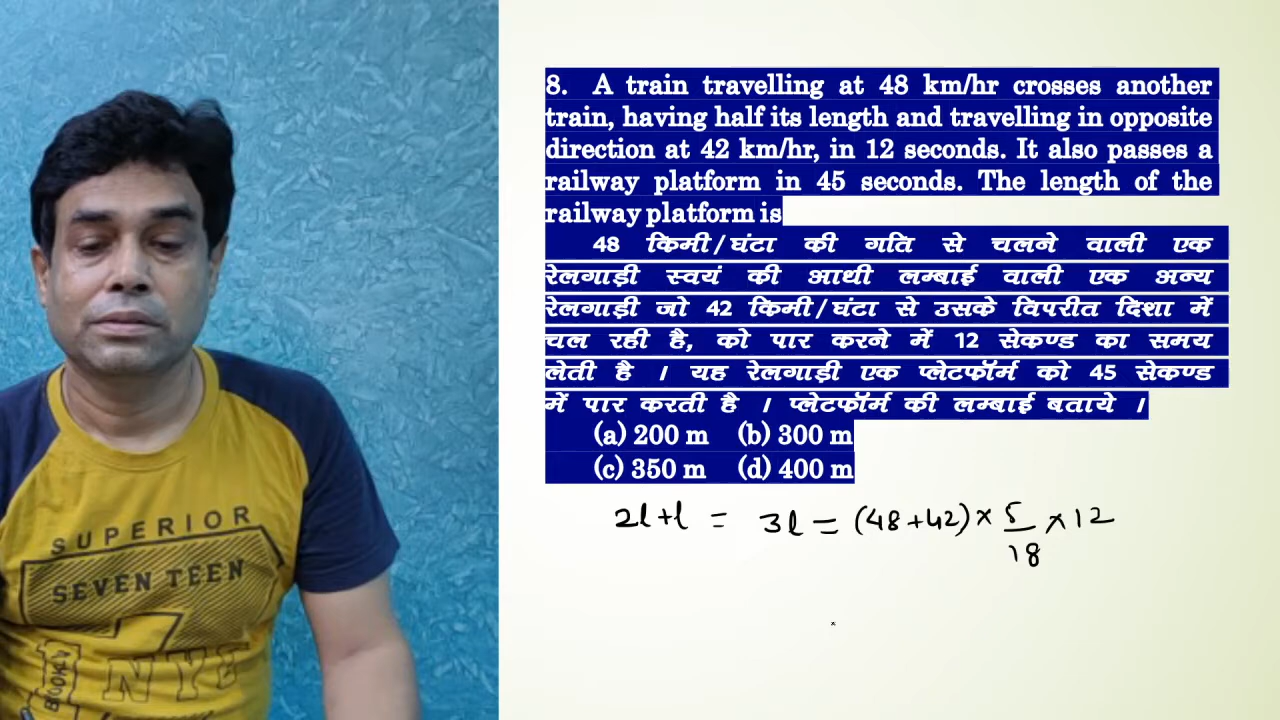 8. A train travelling at 48 km/hr crosses another
train, having half its length and travelling in opposite
direction at 42 km/hr, in 12 seconds. It also passes a
railway platform in 45 seconds. The length of the
railway platform is
48 किमी/घंटा की गति से चलने वाली एक
रेलगाड़ी स्वयं की आधी लम्बाई वाली एक अन्य
रेलगाड़ी जो 42 किमी/घंटा से उसके विपरीत दिशा में
चल रही है, को पार करने में 12 सेकण्ड का समय
लेती है । यह रेलगाड़ी एक प्लेटफॉर्म को 45 सेकण्ड
में पार करती है । प्लेटफॉर्म की लम्बाई बताये ।
(a) 200 m (b) 300 m
(c) 350 m (d) 400 m
2l+l = 3l = (48+42) × 5/18 × 12
SUPERIOR
SEVEN TEEN
NYC